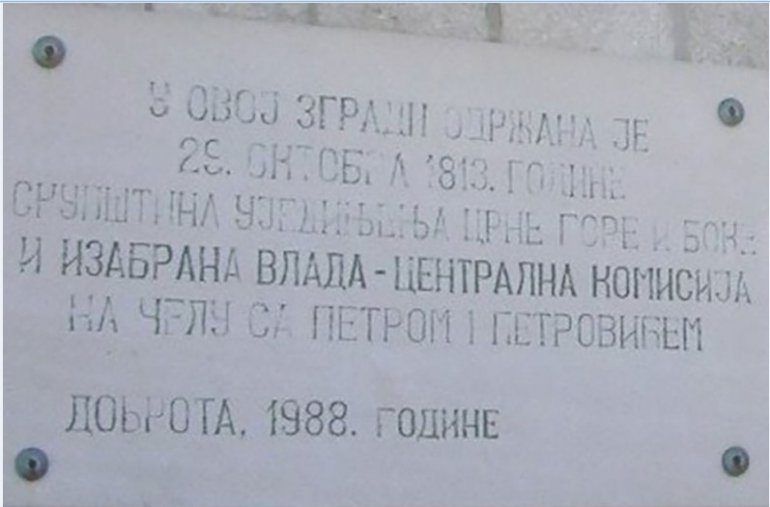 У ОВОЈ ЗГРАДИ ОДРЖАНА ЈЕ
29. ОКТОБРА 1813. ГОДИНЕ
СКУПШТИНА УЈЕДИЊЕЊА ЦРНЕ ГОРЕ И БОКЕ
И ИЗАБРАНА ВЛАДА - ЦЕНТРАЛНА КОМИСИЈА
НА ЧЕЛУ СА ПЕТРОМ I ПЕТРОВИЋЕМ
ДОБРОТА, 1988. ГОДИНЕ